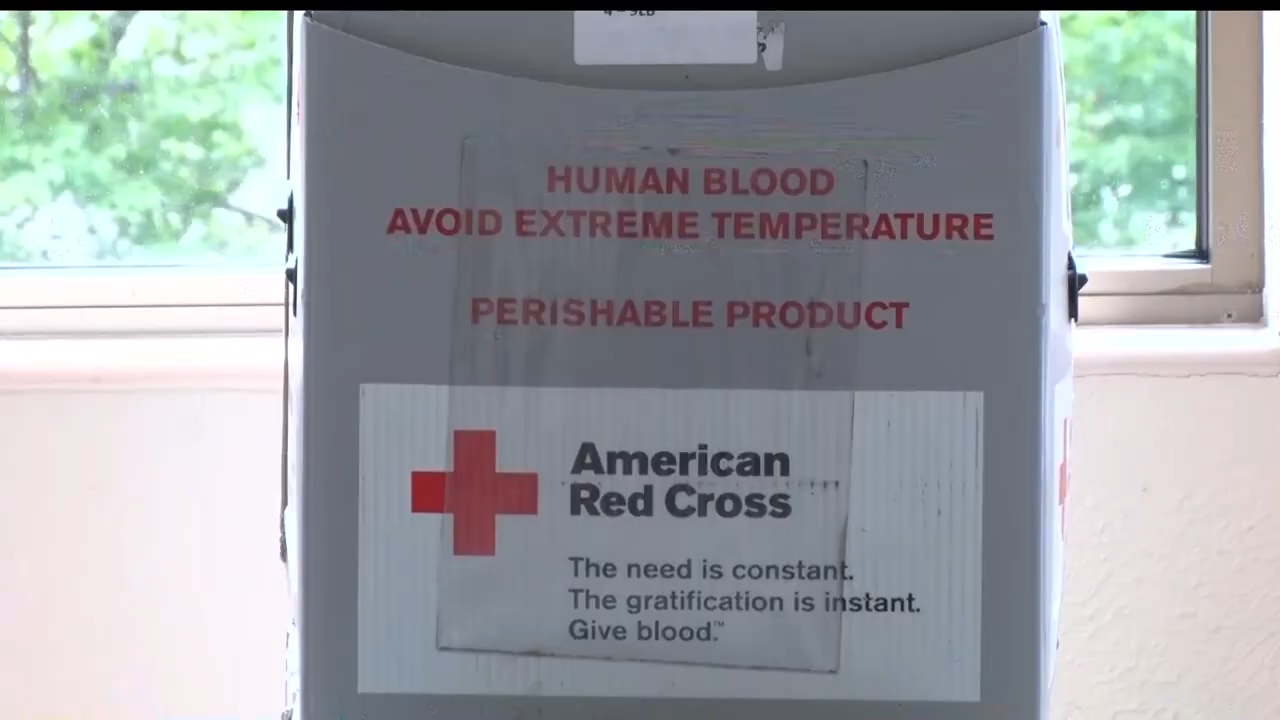 HUMAN BLOOD
AVOID EXTREME TEMPERATURE
PERISHABLE PRODUCT
American
Red Cross
The need is constant.
The gratification is instant.
Give blood.™